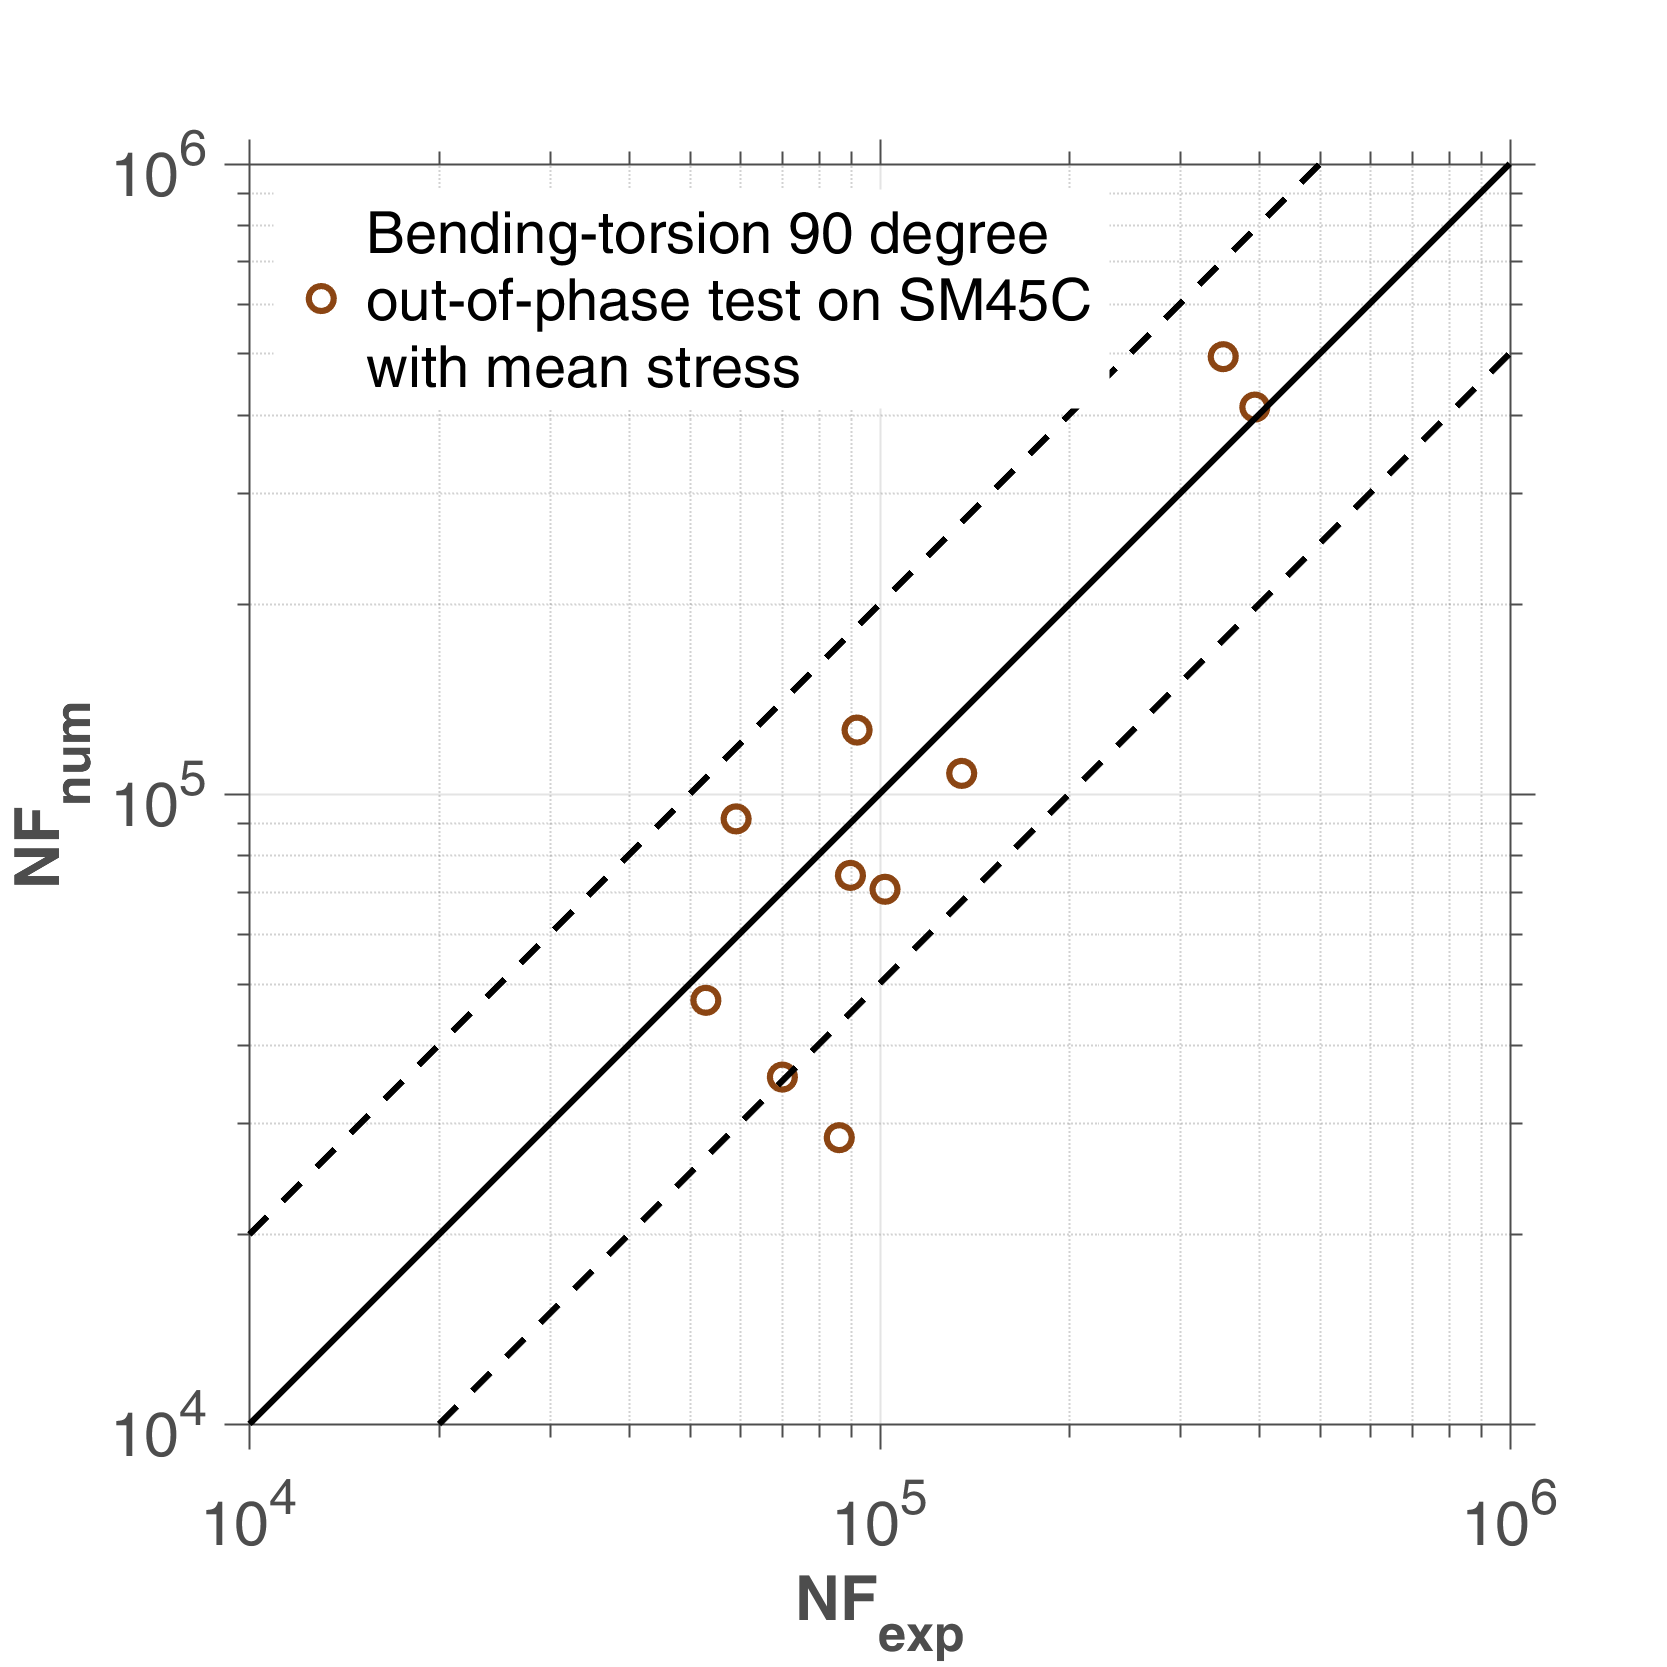 10^6
Bending-torsion 90 degree
out-of-phase test on SM45C
with mean stress
NF_num
10^5
10^4
10^4 10^5 10^6
NF_exp